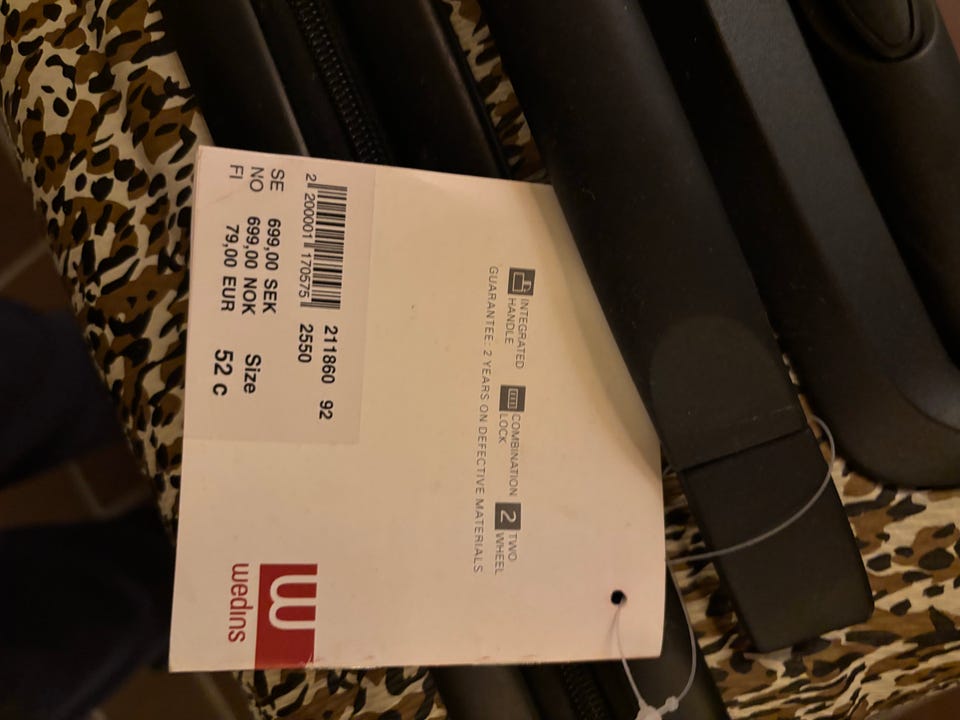 INTEGRATED
HANDLE
COMBINATION
LOCK
2 TWO
WHEEL
GUARANTEE: 2 YEARS ON DEFECTIVE MATERIALS
211860 92
2 200001 170575 2550
SE 699,00 SEK
NO 699,00 NOK Size
FI 79,00 EUR 52 c
W
wedins